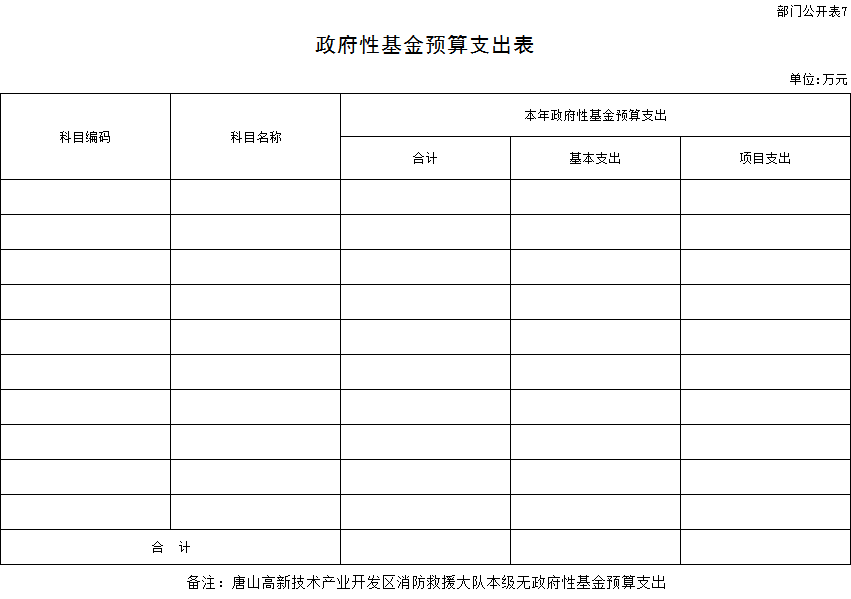 部门公开表7
政府性基金预算支出表
单位:万元
科目编码 科目名称 本年政府性基金预算支出
合计 基本支出 项目支出
合 计
备注：唐山高新技术产业开发区消防救援大队本级无政府性基金预算支出